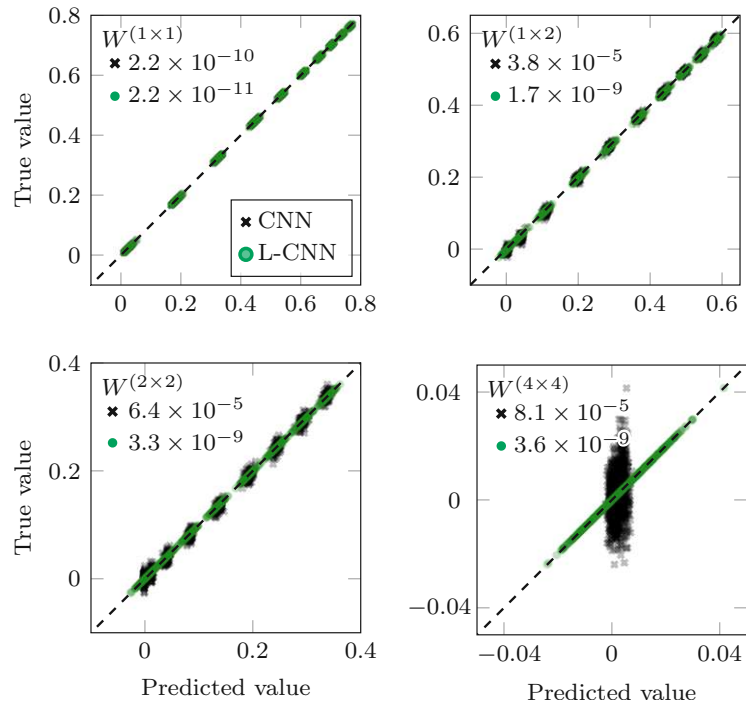 True value
0.8
0.6
0.4
0.2
0
W^(1×1)
2.2 × 10^−10
2.2 × 10^−11
CNN
L-CNN
0 0.2 0.4 0.6 0.8
0.6
0.4
0.2
0
W^(1×2)
3.8 × 10^−5
1.7 × 10^−9
0 0.2 0.4 0.6
True value
0.4
0.2
0
W^(2×2)
6.4 × 10^−5
3.3 × 10^−9
0 0.2 0.4
Predicted value
0.04
0
−0.04
W^(4×4)
8.1 × 10^−5
3.6 × 10^−9
−0.04 0 0.04
Predicted value